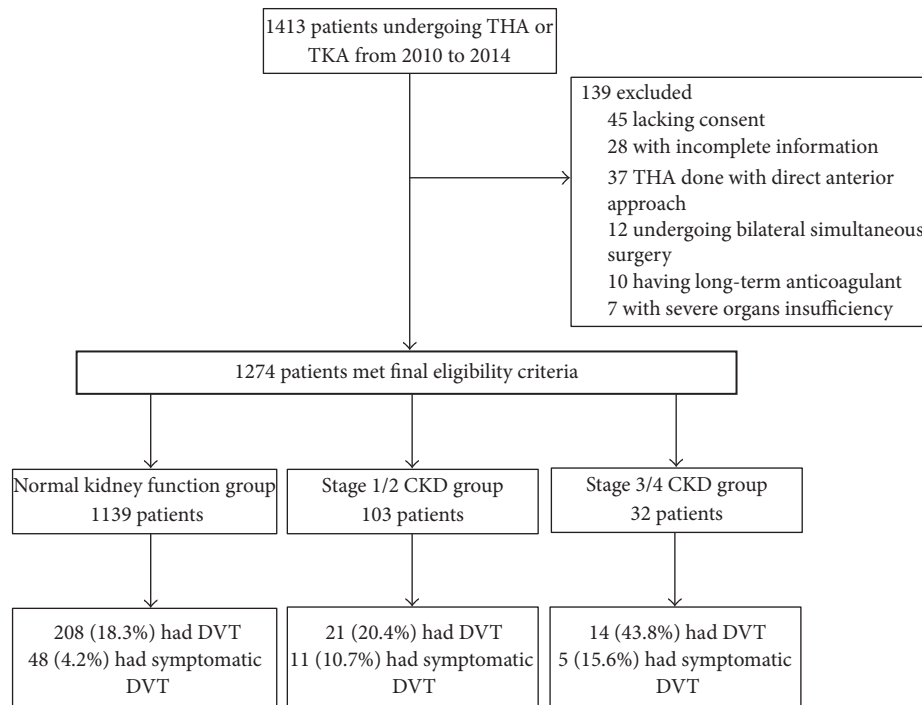 1413 patients undergoing THA or
TKA from 2010 to 2014
139 excluded
45 lacking consent
28 with incomplete information
37 THA done with direct anterior
approach
12 undergoing bilateral simultaneous
surgery
10 having long-term anticoagulant
7 with severe organs insufficiency
1274 patients met final eligibility criteria
Normal kidney function group
1139 patients
Stage 1/2 CKD group
103 patients
Stage 3/4 CKD group
32 patients
208 (18.3%) had DVT
48 (4.2%) had symptomatic
DVT
21 (20.4%) had DVT
11 (10.7%) had symptomatic
DVT
14 (43.8%) had DVT
5 (15.6%) had symptomatic
DVT